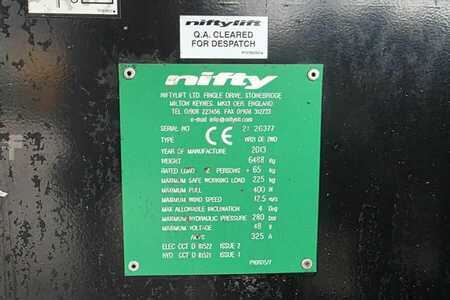 niftylift
Q.A. CLEARED
FOR DESPATCH
nifty
NIFTYLIFT LTD. FINGLE DRIVE, STONEBRIDGE
MILTON KEYNES, MK13 0ER, ENGLAND
TEL 01908 223456. FAX 01908 312733
e-mail info@niftylift.com
SERIAL NO 21 26377
CE
TYPE
YEAR OF MANUFACTURE 2013
WEIGHT 6488 Kg
RATED LOAD 2 PERSONS + 65 Kg
MAXIMUM SAFE WORKING LOAD 225 Kg
MAXIMUM PULL 400 N
MAXIMUM WIND SPEED 12.5 m/s
MAX ALLOWABLE INCLINATION 4 Deg
MAXIMUM HYDRAULIC PRESSURE 280 bar
MAXIMUM VOLTAGE 48 V
AMPS 325 A
ELEC CCT D 81522 ISSUE 2
HYD CCT D 81521 ISSUE 1